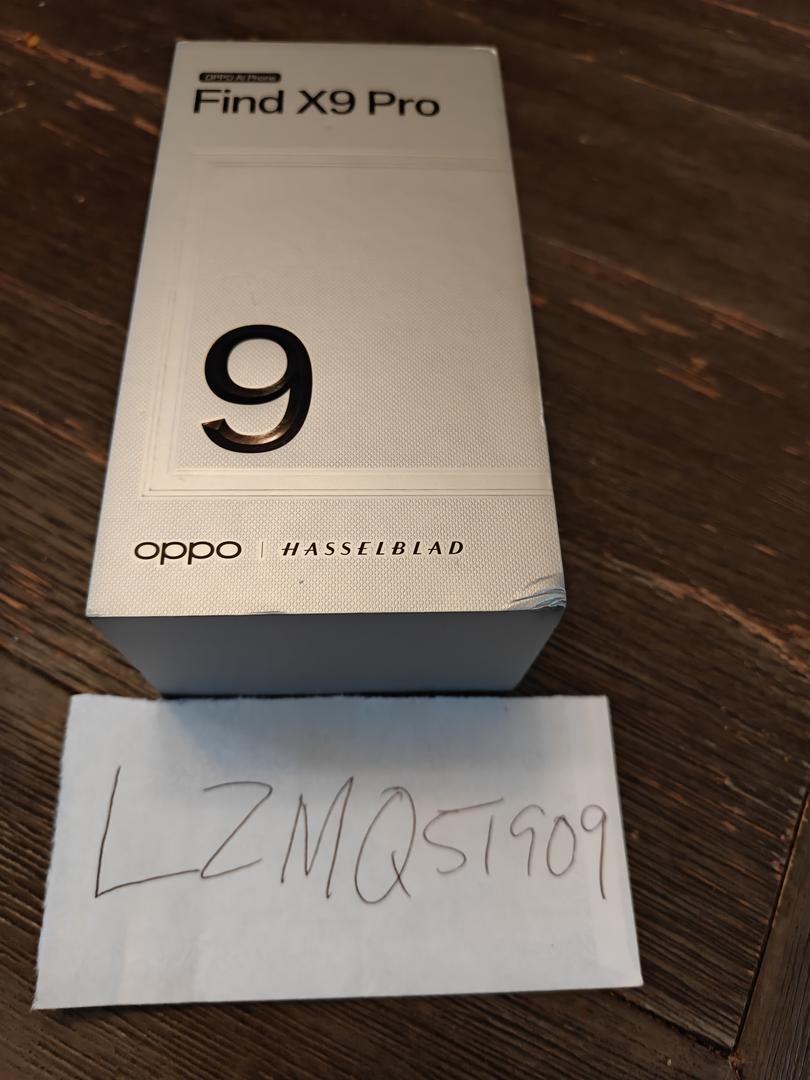 OPPO AI Phone
Find X9 Pro
9
oppo | HASSELBLAD
LZMQ51909